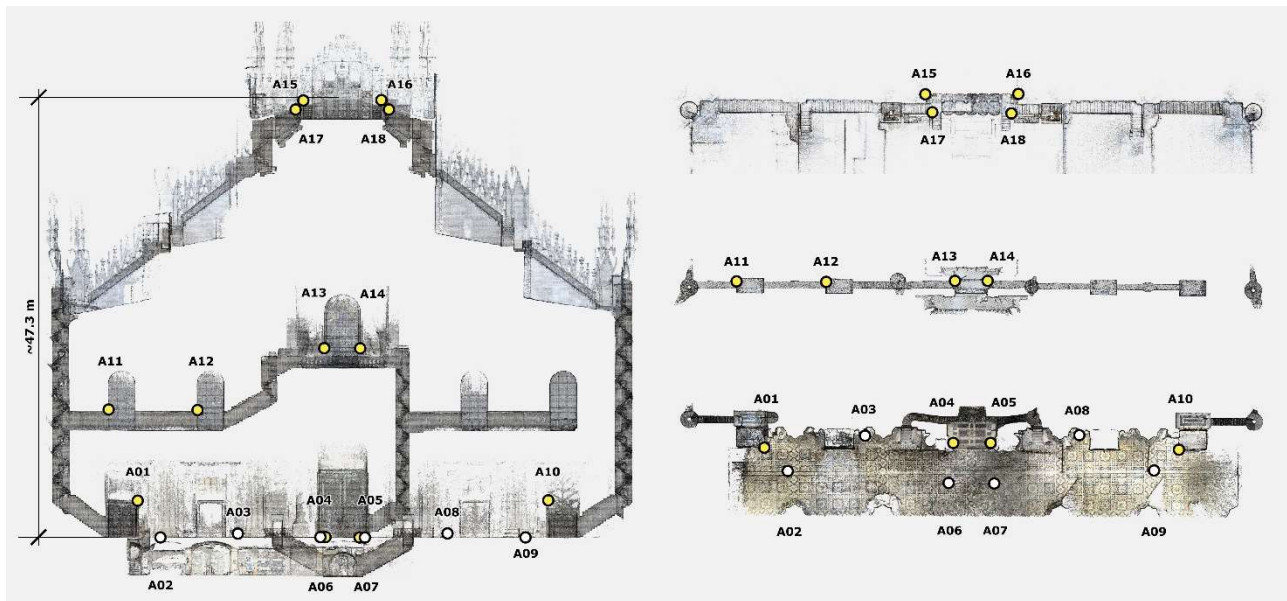 A15 A16
A17 A18
~47.3 m
A13 A14
A11 A12
A01
A03 A04 A05 A08 A10
A02 A06 A07 A09
A15 A16
A17 A18
A11 A12 A13 A14
A01 A03 A04 A05 A08 A10
A02 A06 A07 A09